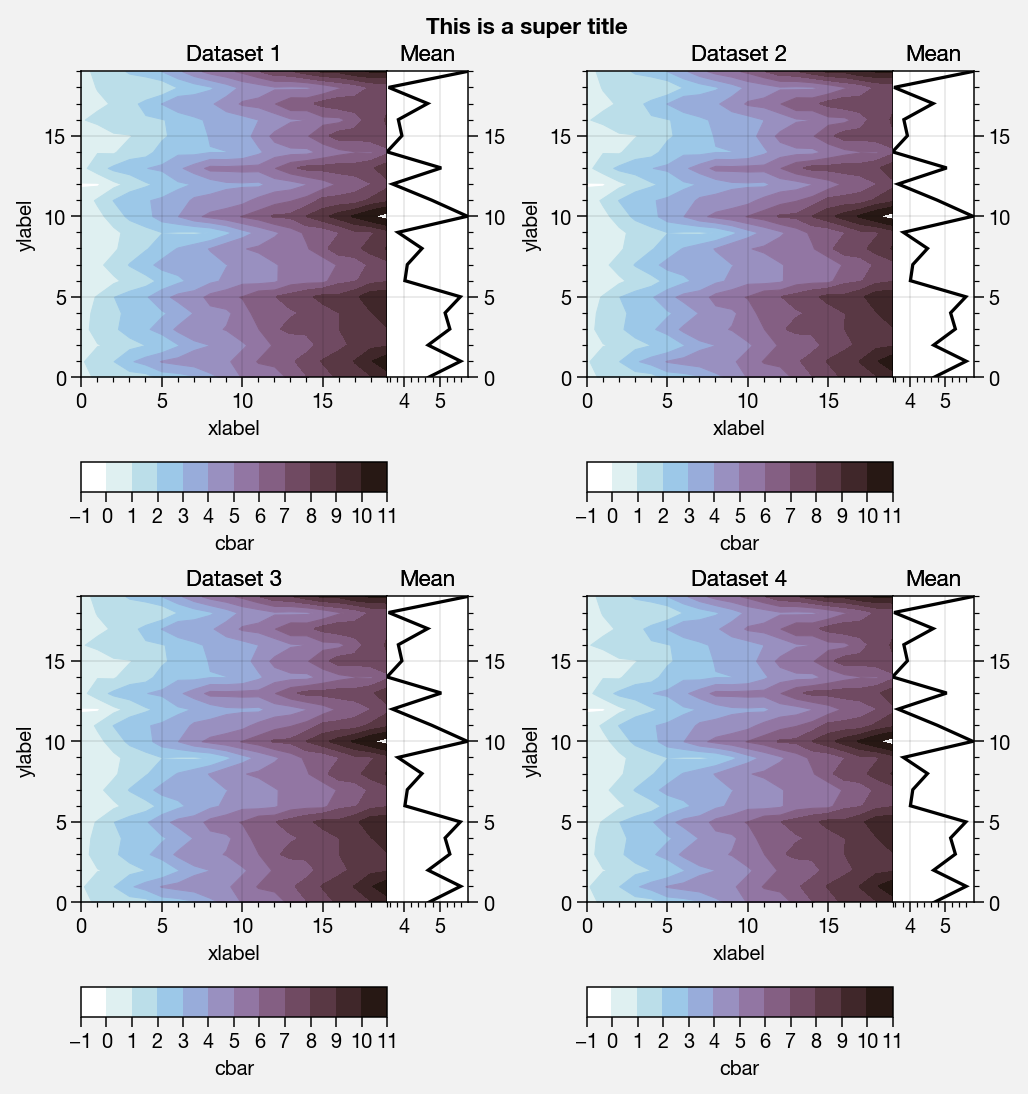 This is a super title
Dataset 1 Mean Dataset 2 Mean
15 15 15 15
10 10 10 10
ylabel ylabel
5 5 5 5
0 0 0 0
0 5 10 15 4 5 0 5 10 15 4 5
xlabel xlabel
−1 0 1 2 3 4 5 6 7 8 9 10 11 −1 0 1 2 3 4 5 6 7 8 9 10 11
cbar cbar
Dataset 3 Mean Dataset 4 Mean
15 15 15 15
10 10 10 10
ylabel ylabel
5 5 5 5
0 0 0 0
0 5 10 15 4 5 0 5 10 15 4 5
xlabel xlabel
−1 0 1 2 3 4 5 6 7 8 9 10 11 −1 0 1 2 3 4 5 6 7 8 9 10 11
cbar cbar